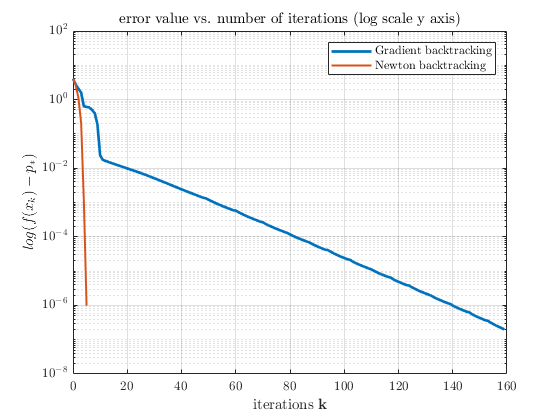 error value vs. number of iterations (log scale y axis)
10^2
Gradient backtracking
Newton backtracking
10^0
10^-2
log(f(x_k) − p_*)
10^-4
10^-6
10^-8
0 20 40 60 80 100 120 140 160
iterations k